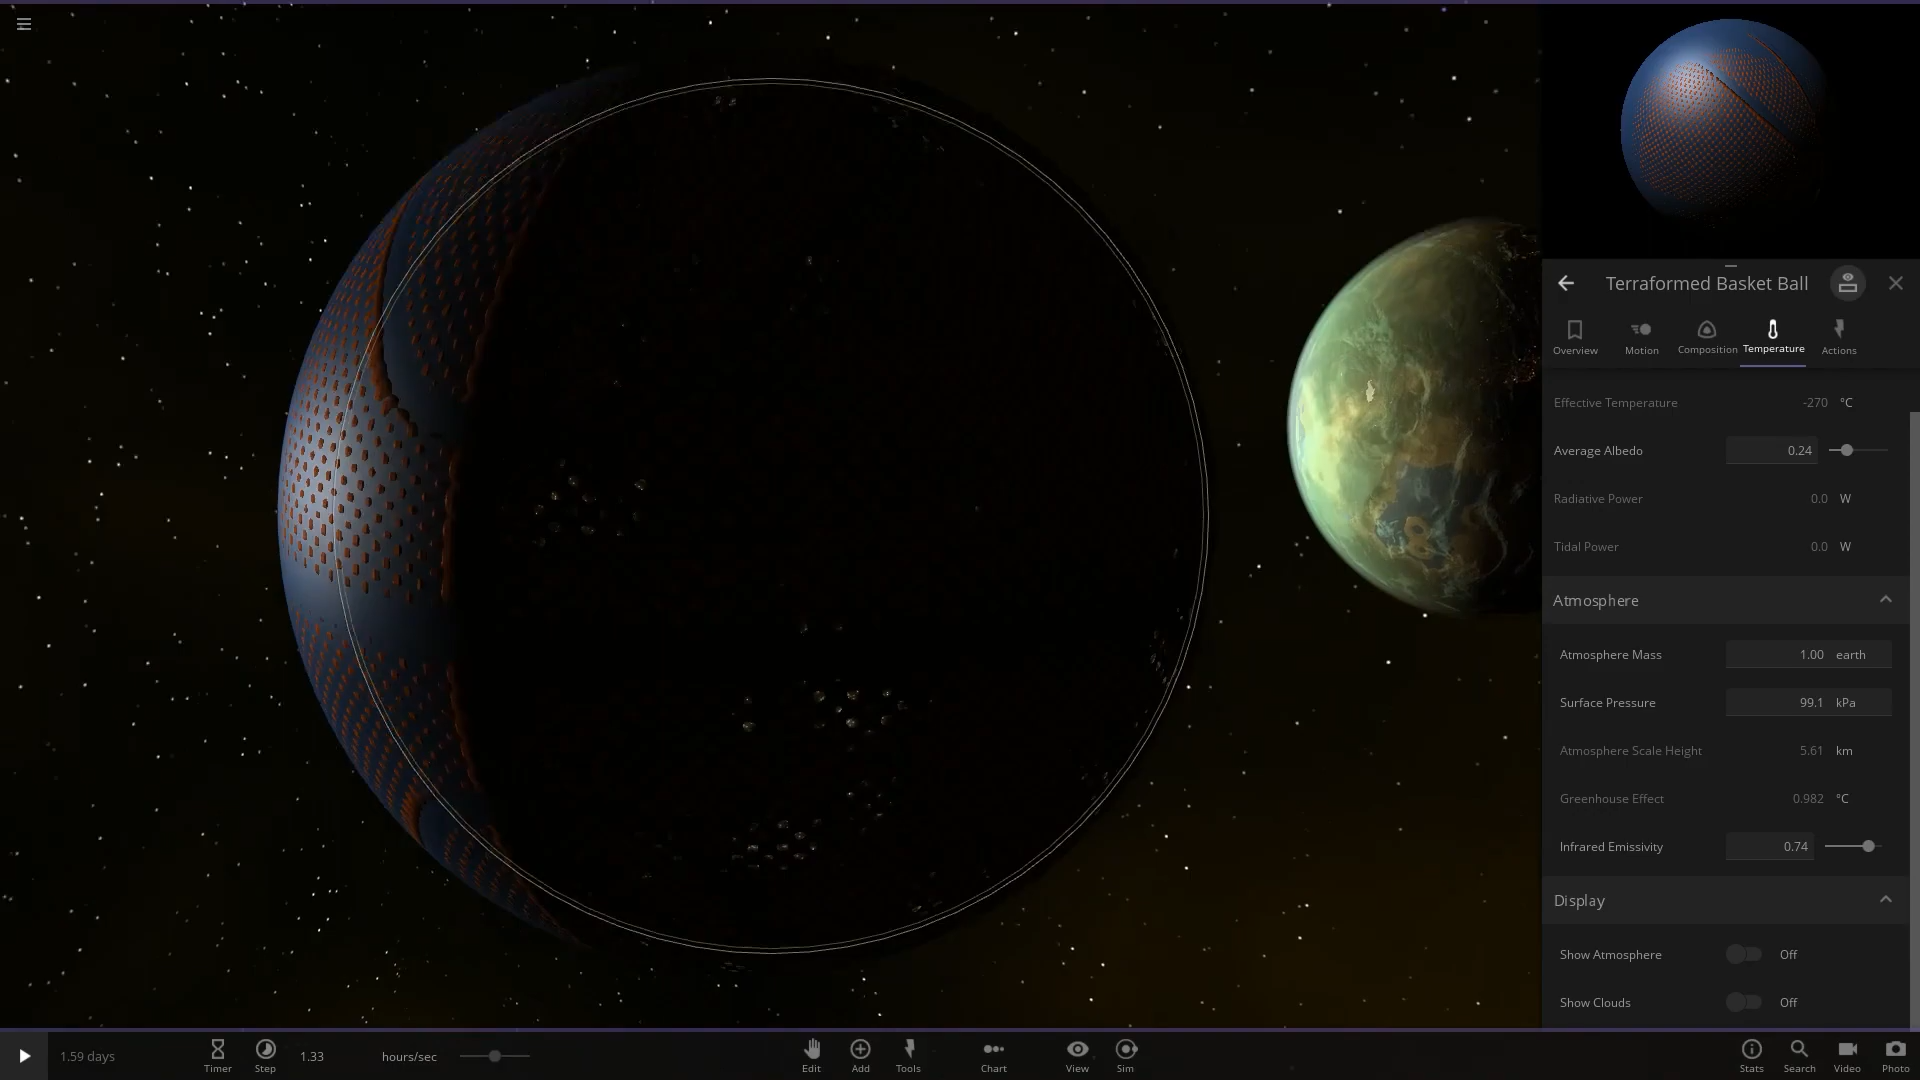 Terraformed Basket Ball
Overview
Motion
Composition
Temperature
Actions
Effective Temperature -270 °C
Average Albedo 0.24
Radiative Power 0.0 W
Tidal Power 0.0 W
Atmosphere
Atmosphere Mass 1.00 earth
Surface Pressure 99.1 kPa
Atmosphere Scale Height 5.61 km
Greenhouse Effect 0.982 °C
Infrared Emissivity 0.74
Display
Show Atmosphere Off
Show Clouds Off
1.59 days
Timer
Step
1.33 hours/sec
Edit
Add
Tools
Chart
View
Sim
Stats
Search
Video
Photo